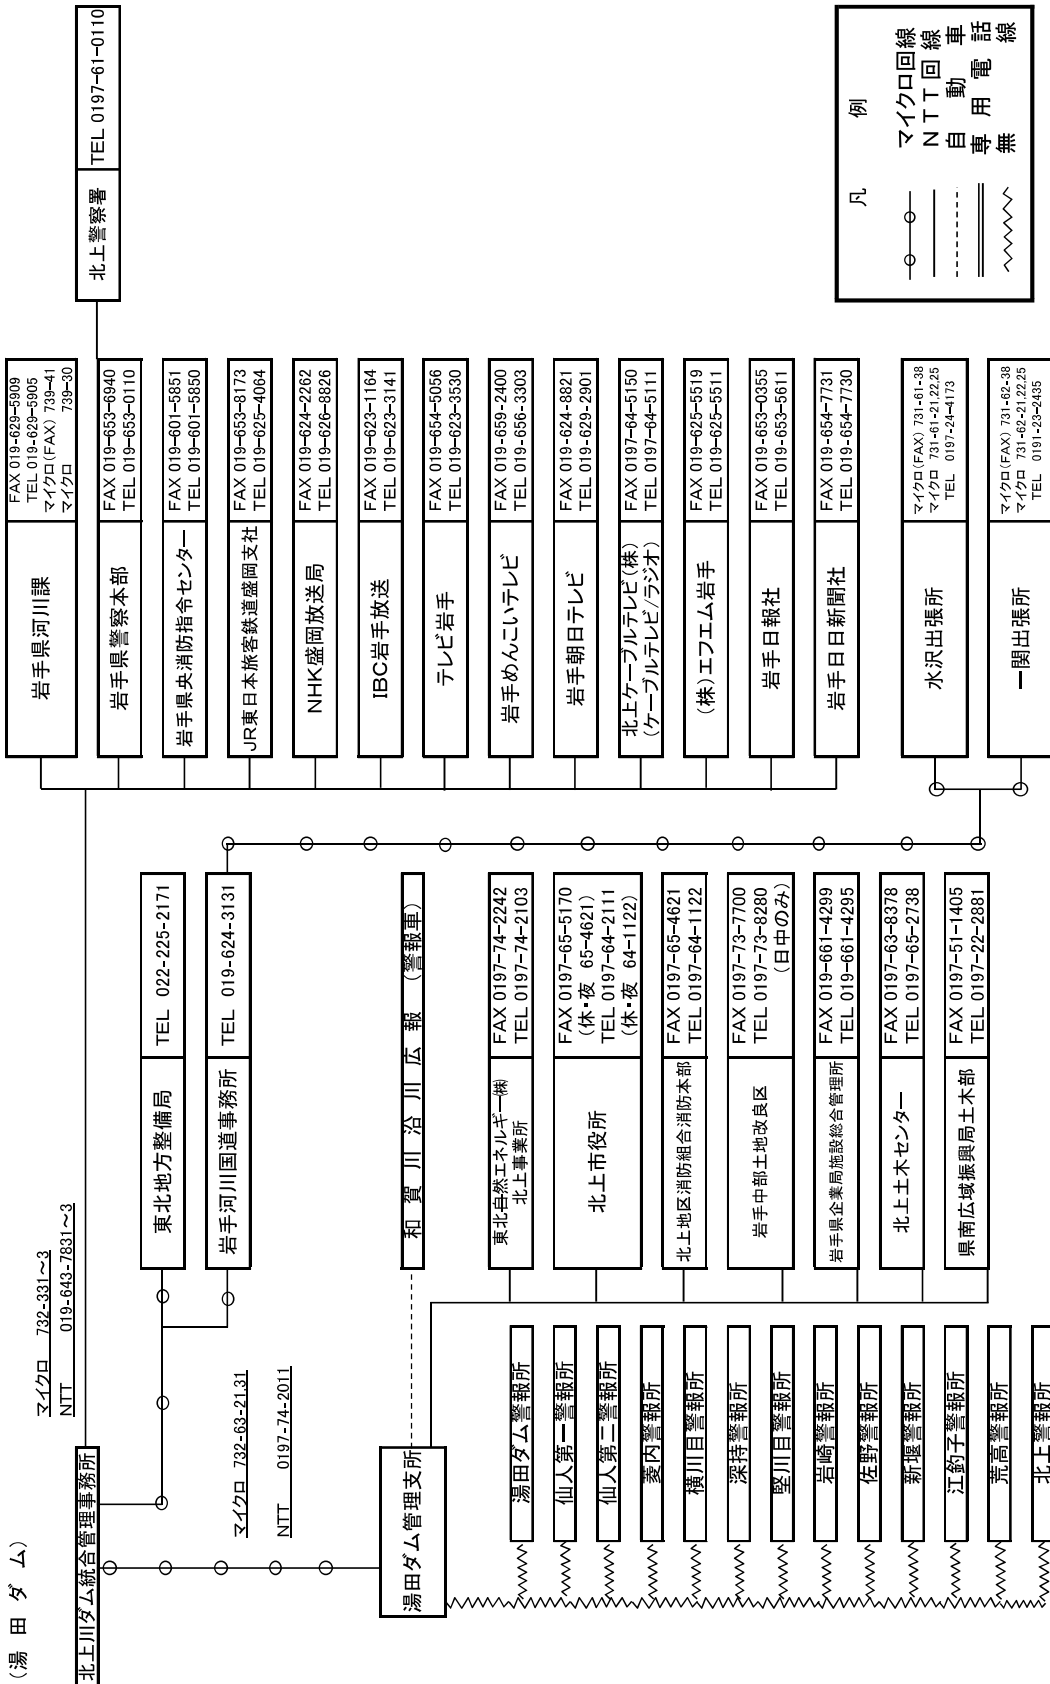 (湯 田 ダ ム)
北上川ダム統合管理事務所
マイクロ 732-331～3
NTT 019-643-7831～3
マイクロ 732-63-21.31
NTT 0197-74-2011
湯田ダム管理支所
東北地方整備局
TEL 022-225-2171
岩手河川国道事務所
TEL 019-624-3131
和 賀 川 沿 川 広 報 (警報車)
東北自然エネルギー(株)
北上事業所
FAX 0197-74-2242
TEL 0197-74-2103
北上市役所
FAX 0197-65-5170
(休・夜 65-4621)
TEL 0197-64-2111
(休・夜 64-1122)
北上地区消防組合消防本部
FAX 0197-65-4621
TEL 0197-64-1122
岩手中部土地改良区
FAX 0197-73-7700
TEL 0197-73-8280
(日中のみ)
岩手県企業局施設総合管理所
FAX 019-661-4299
TEL 019-661-4295
北上土木センター
FAX 0197-63-8378
TEL 0197-65-2738
県南広域振興局土木部
FAX 0197-51-1405
TEL 0197-22-2881
湯田ダム警報所
仙人第一警報所
仙人第二警報所
菱内警報所
横川目警報所
深持警報所
竪川目警報所
岩崎警報所
佐野警報所
新堰警報所
江釣子警報所
荒高警報所
北上警報所
岩手県河川課
FAX 019-629-5909
TEL 019-629-5905
マイクロ(FAX) 739-41
マイクロ 739-30
岩手県警察本部
FAX 019-653-6940
TEL 019-653-0110
北上警察署
TEL 0197-61-0110
岩手県央消防指令センター
FAX 019-601-5851
TEL 019-601-5850
JR東日本旅客鉄道盛岡支社
FAX 019-653-8173
TEL 019-625-4064
NHK盛岡放送局
FAX 019-624-2262
TEL 019-626-8826
IBC岩手放送
FAX 019-623-1164
TEL 019-623-3141
テレビ岩手
FAX 019-654-5056
TEL 019-623-3530
岩手めんこいテレビ
FAX 019-659-2400
TEL 019-656-3303
岩手朝日テレビ
FAX 019-624-8821
TEL 019-629-2901
北上ケーブルテレビ(株)
(ケーブルテレビ/ラジオ)
FAX 0197-64-5150
TEL 0197-64-5111
(株)エフエム岩手
FAX 019-625-5519
TEL 019-625-5511
岩手日報社
FAX 019-653-0355
TEL 019-653-5611
岩手日日新聞社
FAX 019-654-7731
TEL 019-654-7730
水沢出張所
マイクロ(FAX) 731-61-38
マイクロ 731-61-21,22,25
TEL 0197-24-4173
一関出張所
マイクロ(FAX) 731-62-38
マイクロ 731-62-21,22,25
TEL 0191-23-2435
凡 例
マイクロ回線
N T T 回 線
自 動 車
専 用 電 話
無 線